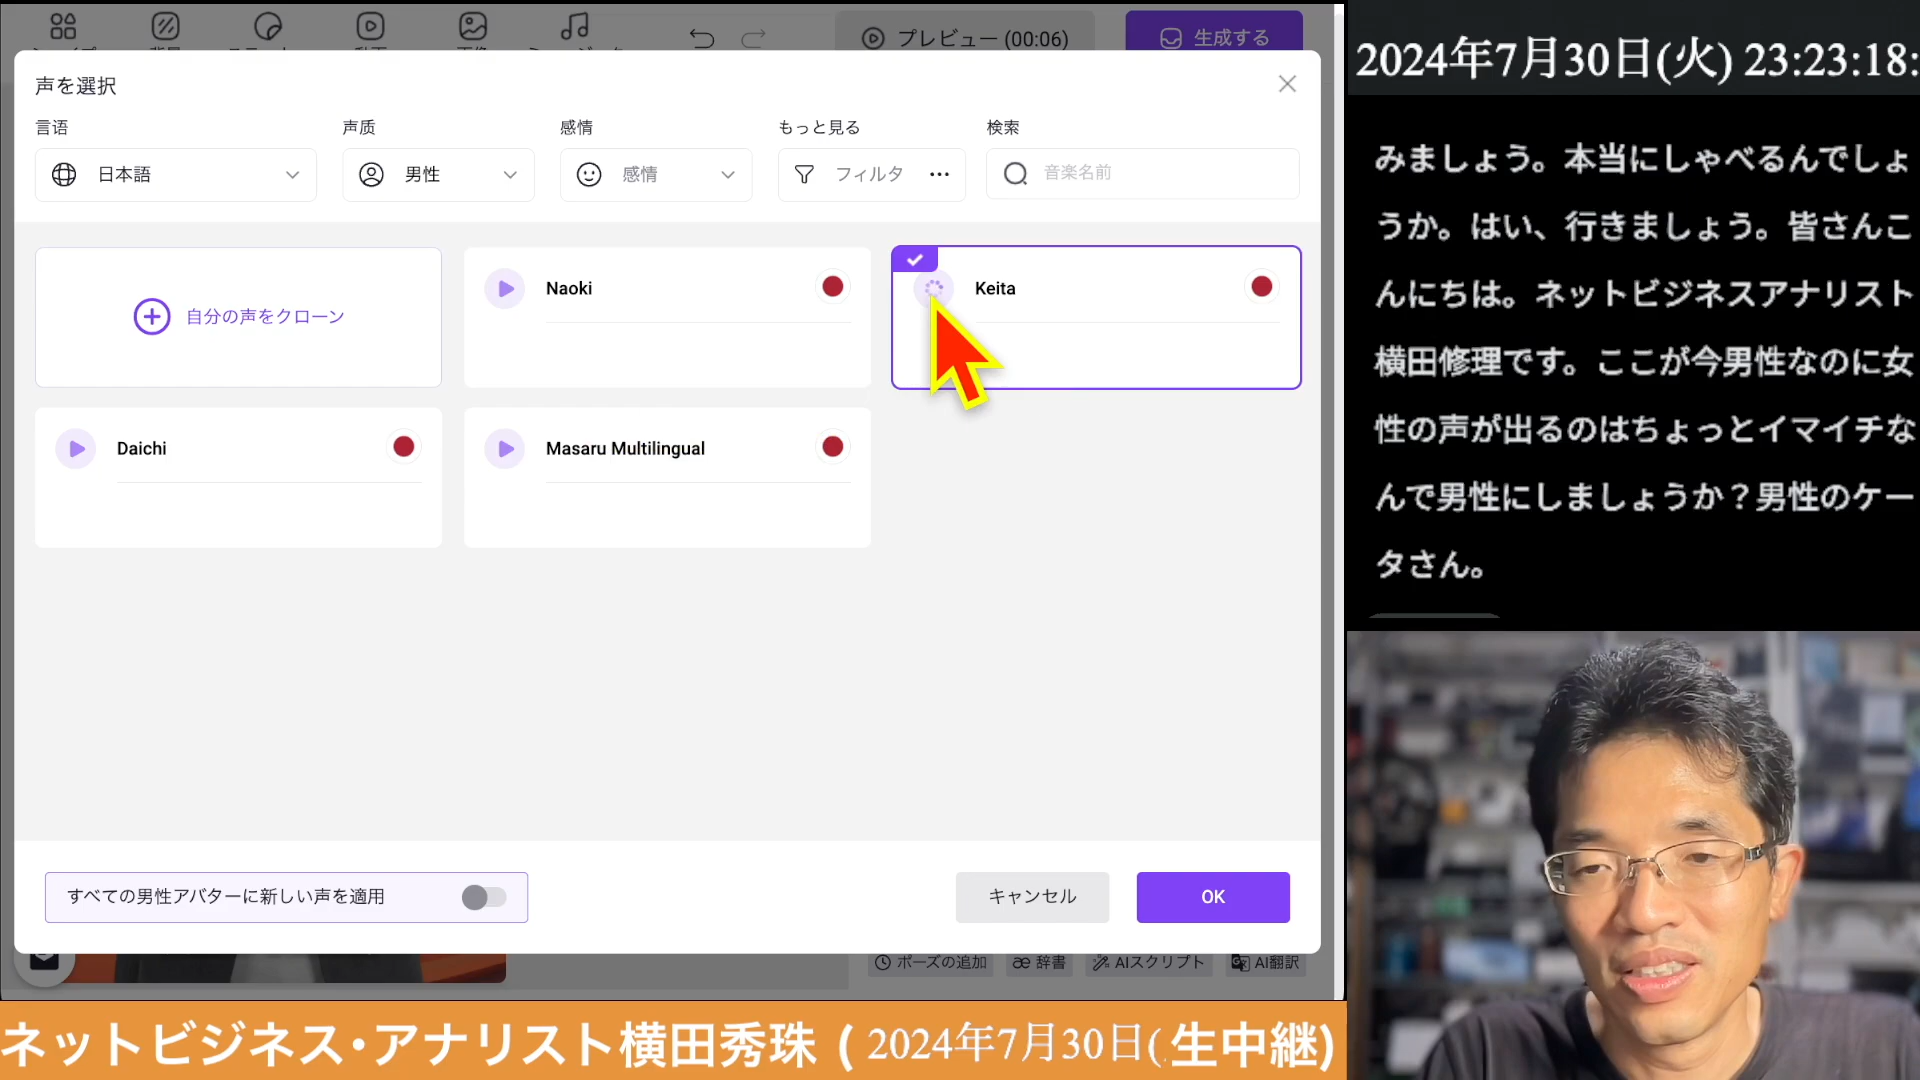 プレビュー (00:06)
生成する
声を選択
言语
声质
感情
もっと見る
検索
日本語
男性
感情
フィルタ
音楽名前
自分の声をクローン
Naoki
Keita
Daichi
Masaru Multilingual
すべての男性アバターに新しい声を適用
キャンセル
OK
ポーズの追加
辞書
AIスクリプト
AI翻訳
ネットビジネス・アナリスト横田秀珠 ( 2024年7月30日( 生中継)
2024年7月30日(火) 23:23:18:
みましょう。本当にしゃべるんでしょ
うか。はい、行きましょう。皆さんこ
んにちは。ネットビジネスアナリスト
横田修理です。ここが今男性なのに女
性の声が出るのはちょっとイマイチな
んで男性にしましょうか？男性のケー
タさん。